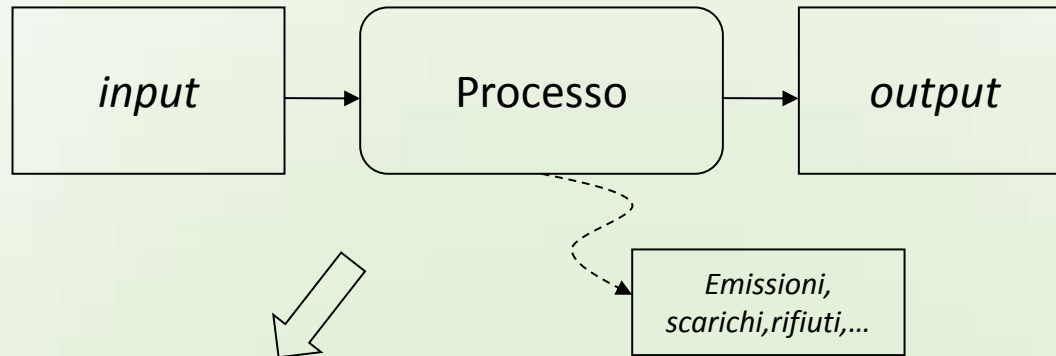 input
Processo
output
Emissioni,
scarichi,rifiuti,...